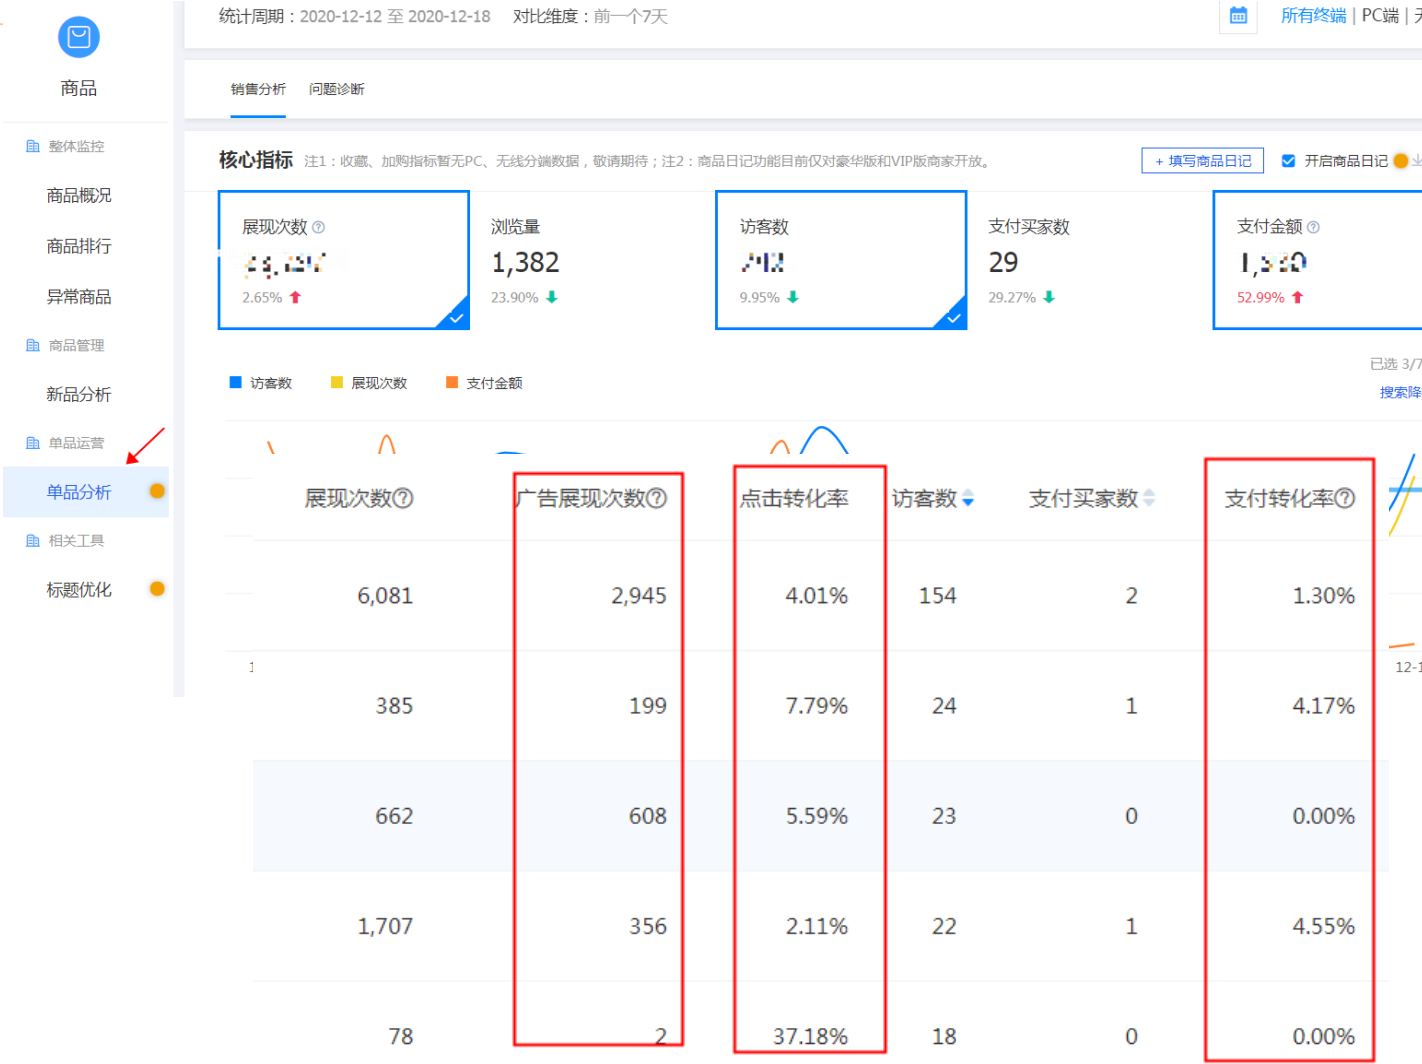 统计周期：2020-12-12 至 2020-12-18 对比维度：前一个7天
所有终端 | PC端 |
商品
销售分析 问题诊断
整体监控
商品概况
商品排行
异常商品
商品管理
新品分析
单品运营
单品分析
相关工具
标题优化
核心指标 注1：收藏、加购指标暂无PC、无线分端数据，敬请期待；注2：商品日记功能目前仅对豪华版和VIP版商家开放。
+ 填写商品日记 开启商品日记
展现次数 浏览量 访客数 支付买家数 支付金额
1,382 29
2.65% 23.90% 9.95% 29.27% 52.99%
已选 3/7
访客数 展现次数 支付金额
搜索降
展现次数 广告展现次数 点击转化率 访客数 支付买家数 支付转化率
6,081 2,945 4.01% 154 2 1.30%
385 199 7.79% 24 1 4.17%
662 608 5.59% 23 0 0.00%
1,707 356 2.11% 22 1 4.55%
78 2 37.18% 18 0 0.00%
12-1